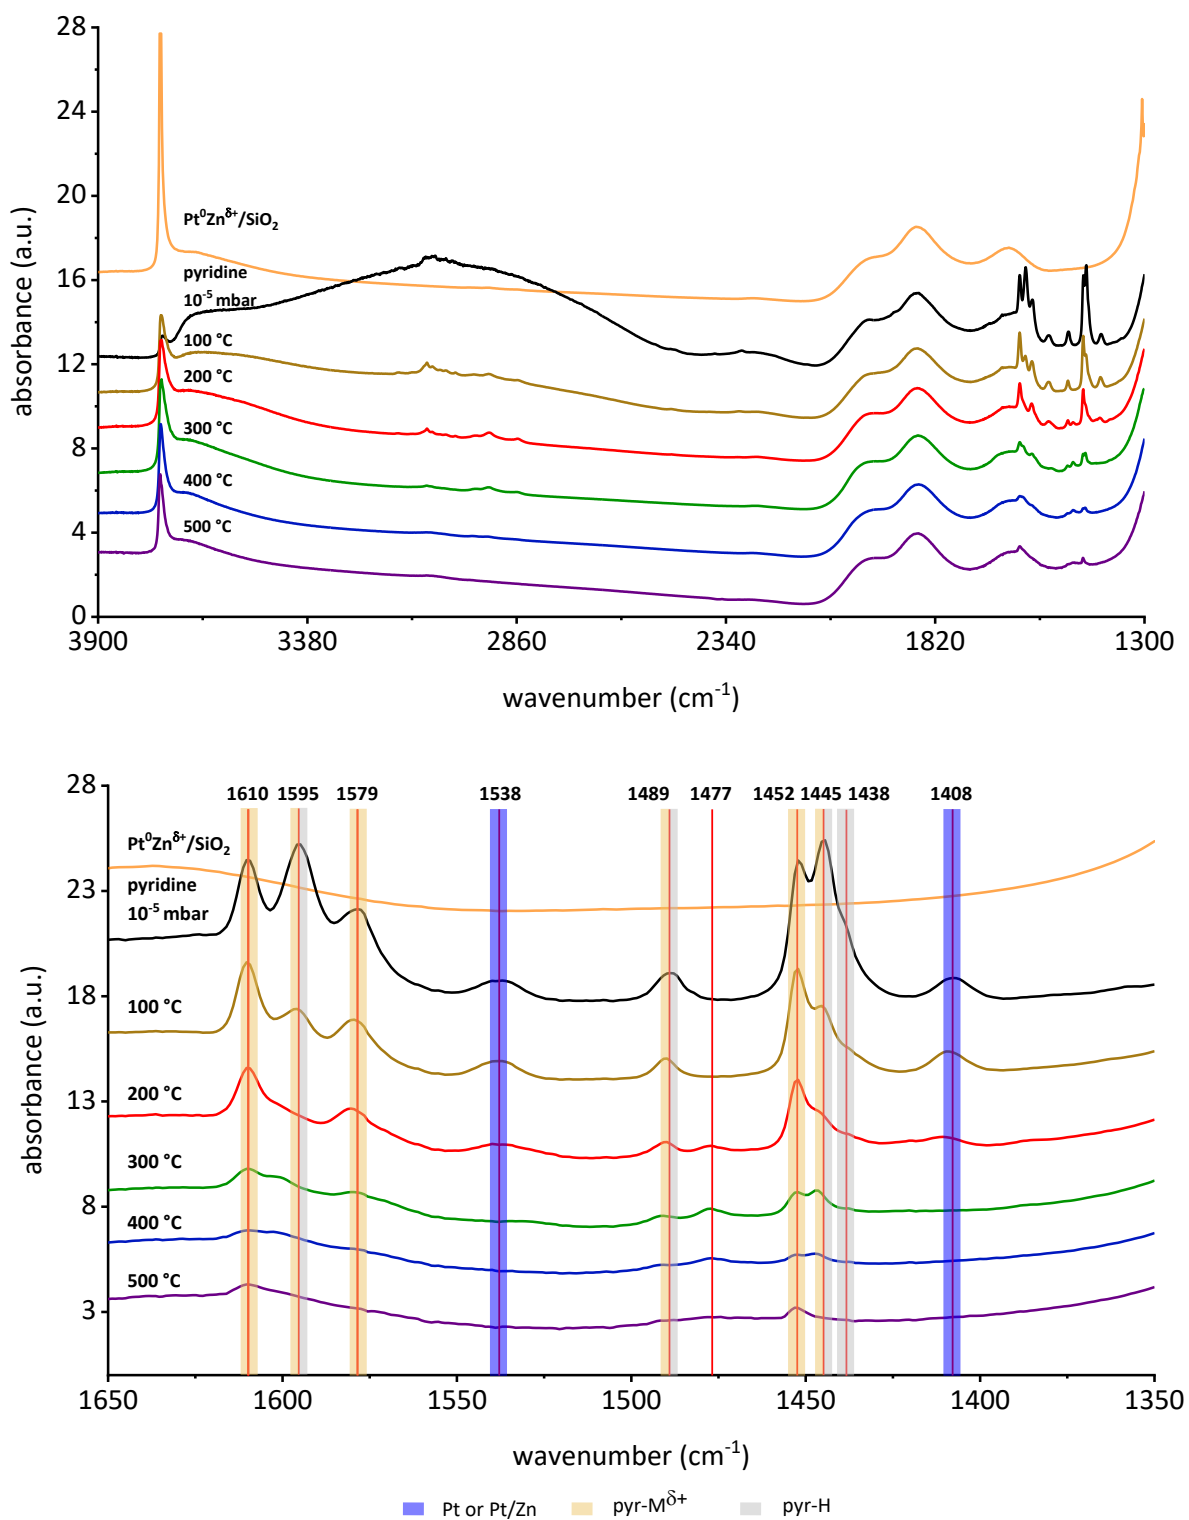 28
24
20
16
12
8
4
0
absorbance (a.u.)
Pt⁰Znᵟ⁺/SiO₂
pyridine
10⁻⁵ mbar
100 °C
200 °C
300 °C
400 °C
500 °C
3900 3380 2860 2340 1820 1300
wavenumber (cm⁻¹)
28
23
18
13
8
3
absorbance (a.u.)
1610 1595 1579 1538 1489 1477 1452 1445 1438 1408
Pt⁰Znᵟ⁺/SiO₂
pyridine
10⁻⁵ mbar
100 °C
200 °C
300 °C
400 °C
500 °C
1650 1600 1550 1500 1450 1400 1350
wavenumber (cm⁻¹)
Pt or Pt/Zn pyr-Mᵟ⁺ pyr-H